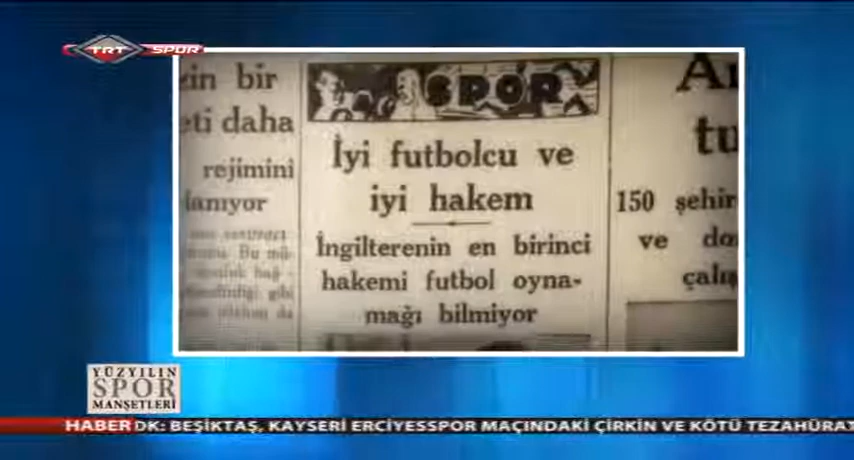 TRT SPOR
zin bir
eti daha
rejimini
lanıyor
SPOR
İyi futbolcu ve
iyi hakem
İngilterenin en birinci
hakemi futbol oyna-
mağı bilmiyor
tu
150 şehir
ve do
çalış
YÜZYILIN
SPOR
MANŞETLERİ
HABER DK: BEŞİKTAŞ, KAYSERİ ERCİYESSPOR MAÇINDAKİ ÇİRKİN VE KÖTÜ TEZAHÜRAT